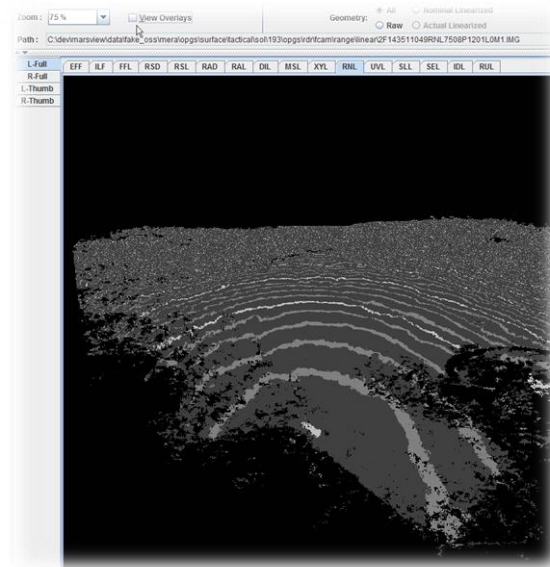 Zoom : 75 % View Overlays Geometry: All Nominal Linearized
Raw Actual Linearized
Path : C:\dev\marsview\data\fake_oss\mera\opgs\surface\tactical\sol\193\opgs\rdr\fcam\range\linear\2F143511049RNL7508P1201L0M1.IMG
L-Full EFF ILF FFL RSD RSL RAD RAL DIL MSL XYL RNL UVL SLL SEL IDL RUL
R-Full
L-Thumb
R-Thumb